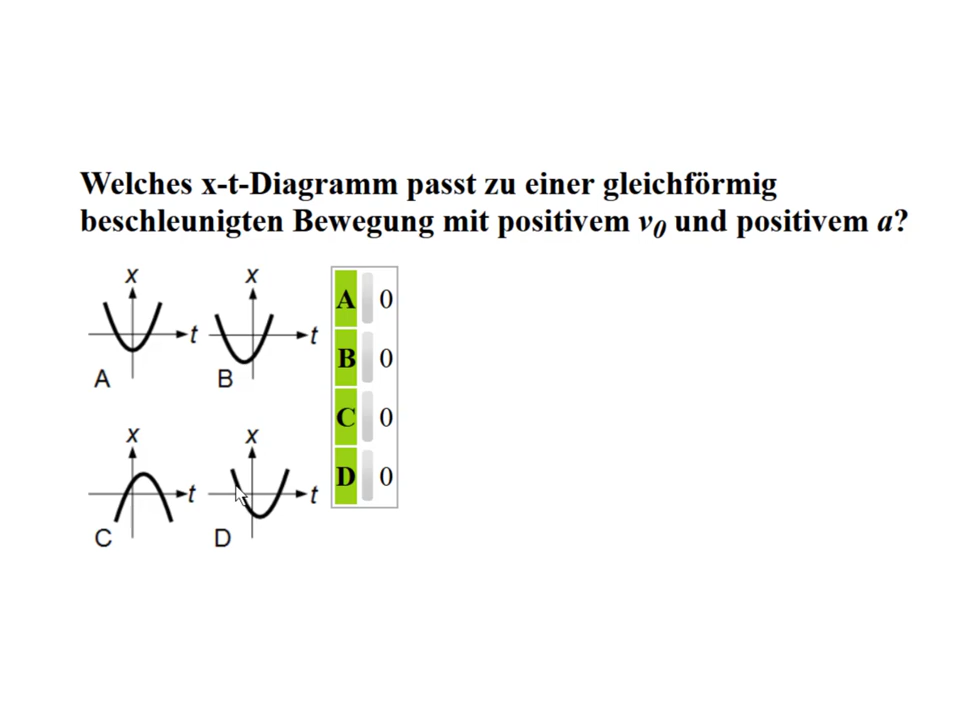 Welches x-t-Diagramm passt zu einer gleichförmig
beschleunigten Bewegung mit positivem v₀ und positivem a?
x
t
A
x
t
B
x
t
C
x
t
D
A 0
B 0
C 0
D 0